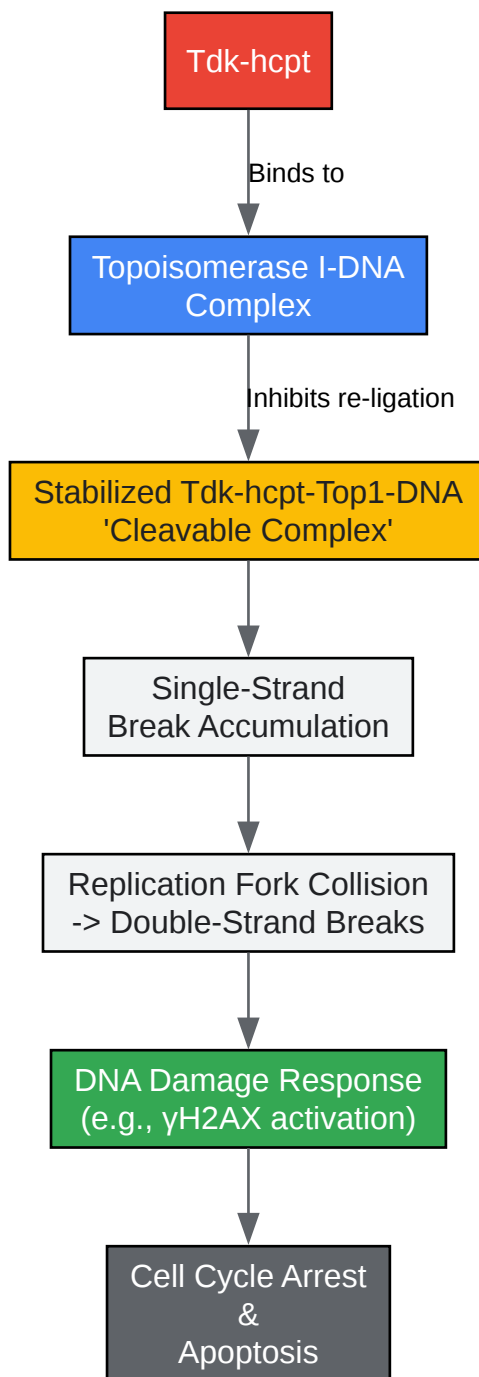 Tdk-hcpt
Binds to
Topoisomerase I-DNA
Complex
Inhibits re-ligation
Stabilized Tdk-hcpt-Top1-DNA
'Cleavable Complex'
Single-Strand
Break Accumulation
Replication Fork Collision
-> Double-Strand Breaks
DNA Damage Response
(e.g., γH2AX activation)
Cell Cycle Arrest
&
Apoptosis